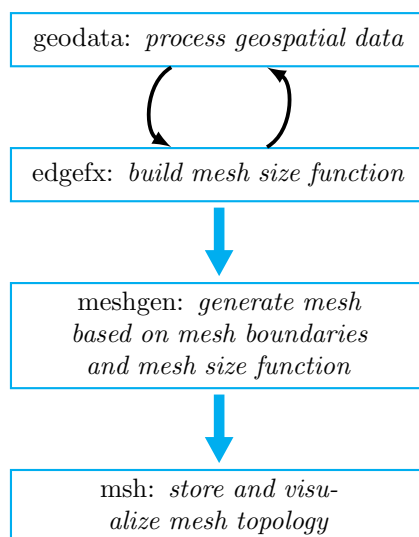 geodata: process geospatial data
edgefx: build mesh size function
meshgen: generate mesh
based on mesh boundaries
and mesh size function
msh: store and visu-
alize mesh topology